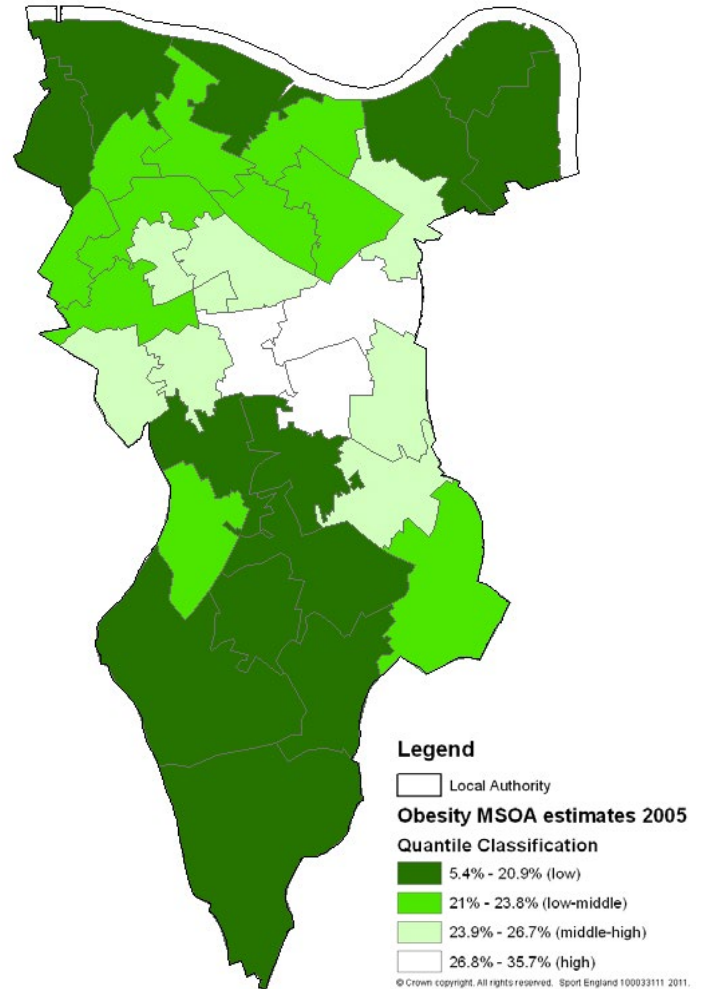 Legend
Local Authority
Obesity MSOA estimates 2005
Quantile Classification
5.4% - 20.9% (low)
21% - 23.8% (low-middle)
23.9% - 26.7% (middle-high)
26.8% - 35.7% (high)
© Crown copyright. All rights reserved. Sport England 100033111 2011.